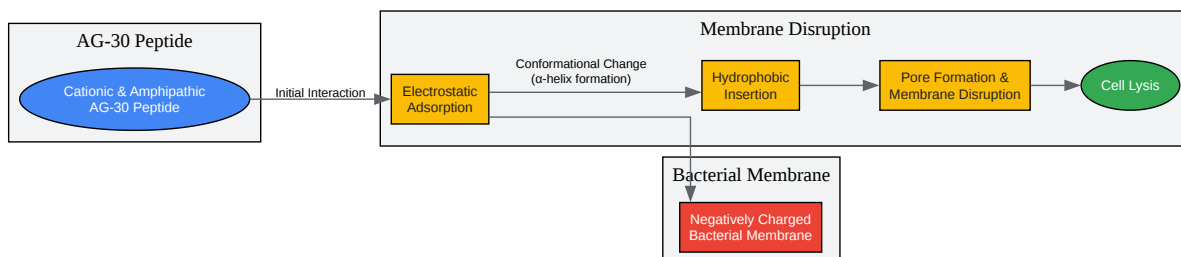 AG-30 Peptide
Cationic & Amphipathic
AG-30 Peptide
Initial Interaction
Membrane Disruption
Electrostatic
Adsorption
Conformational Change
(α-helix formation)
Hydrophobic
Insertion
Pore Formation &
Membrane Disruption
Cell Lysis
Bacterial Membrane
Negatively Charged
Bacterial Membrane